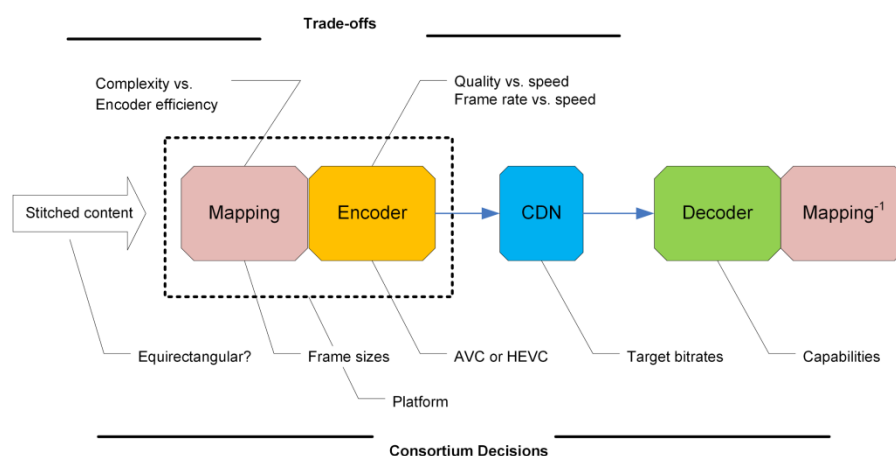 Trade-offs
Complexity vs.
Encoder efficiency
Quality vs. speed
Frame rate vs. speed
Stitched content
Mapping
Encoder
CDN
Decoder
Mapping-1
Equirectangular?
Frame sizes
AVC or HEVC
Target bitrates
Capabilities
Platform
Consortium Decisions